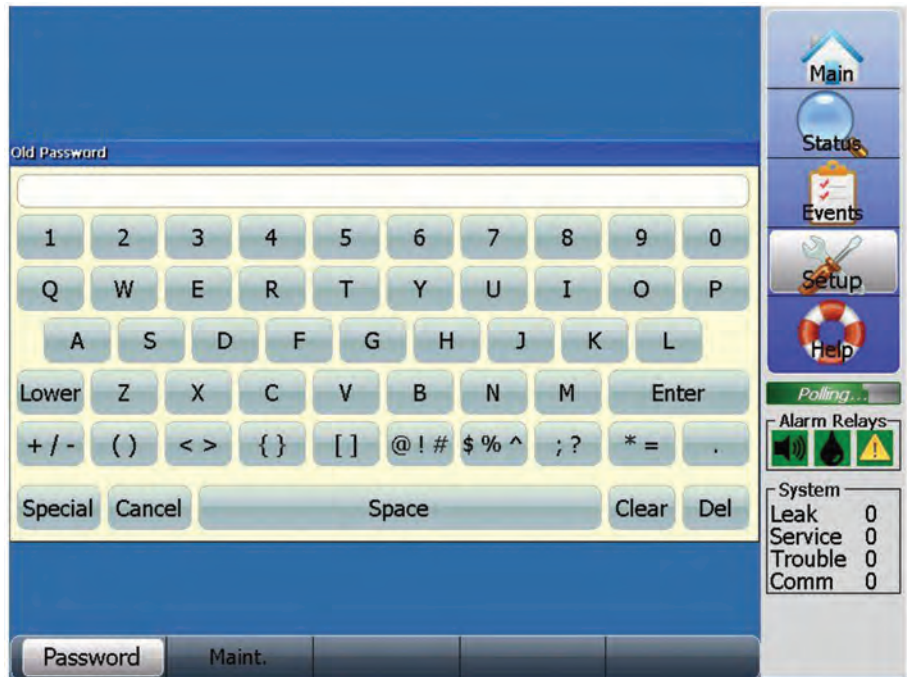 Old Password
1 2 3 4 5 6 7 8 9 0
Q W E R T Y U I O P
A S D F G H J K L
Lower Z X C V B N M Enter
+ / - ( ) < > { } [ ] @ ! # $ % ^ ; ? * = .
Special Cancel Space Clear Del
Password Maint.
Main
Status
Events
Setup
Help
Polling...
Alarm Relays
System
Leak 0
Service 0
Trouble 0
Comm 0